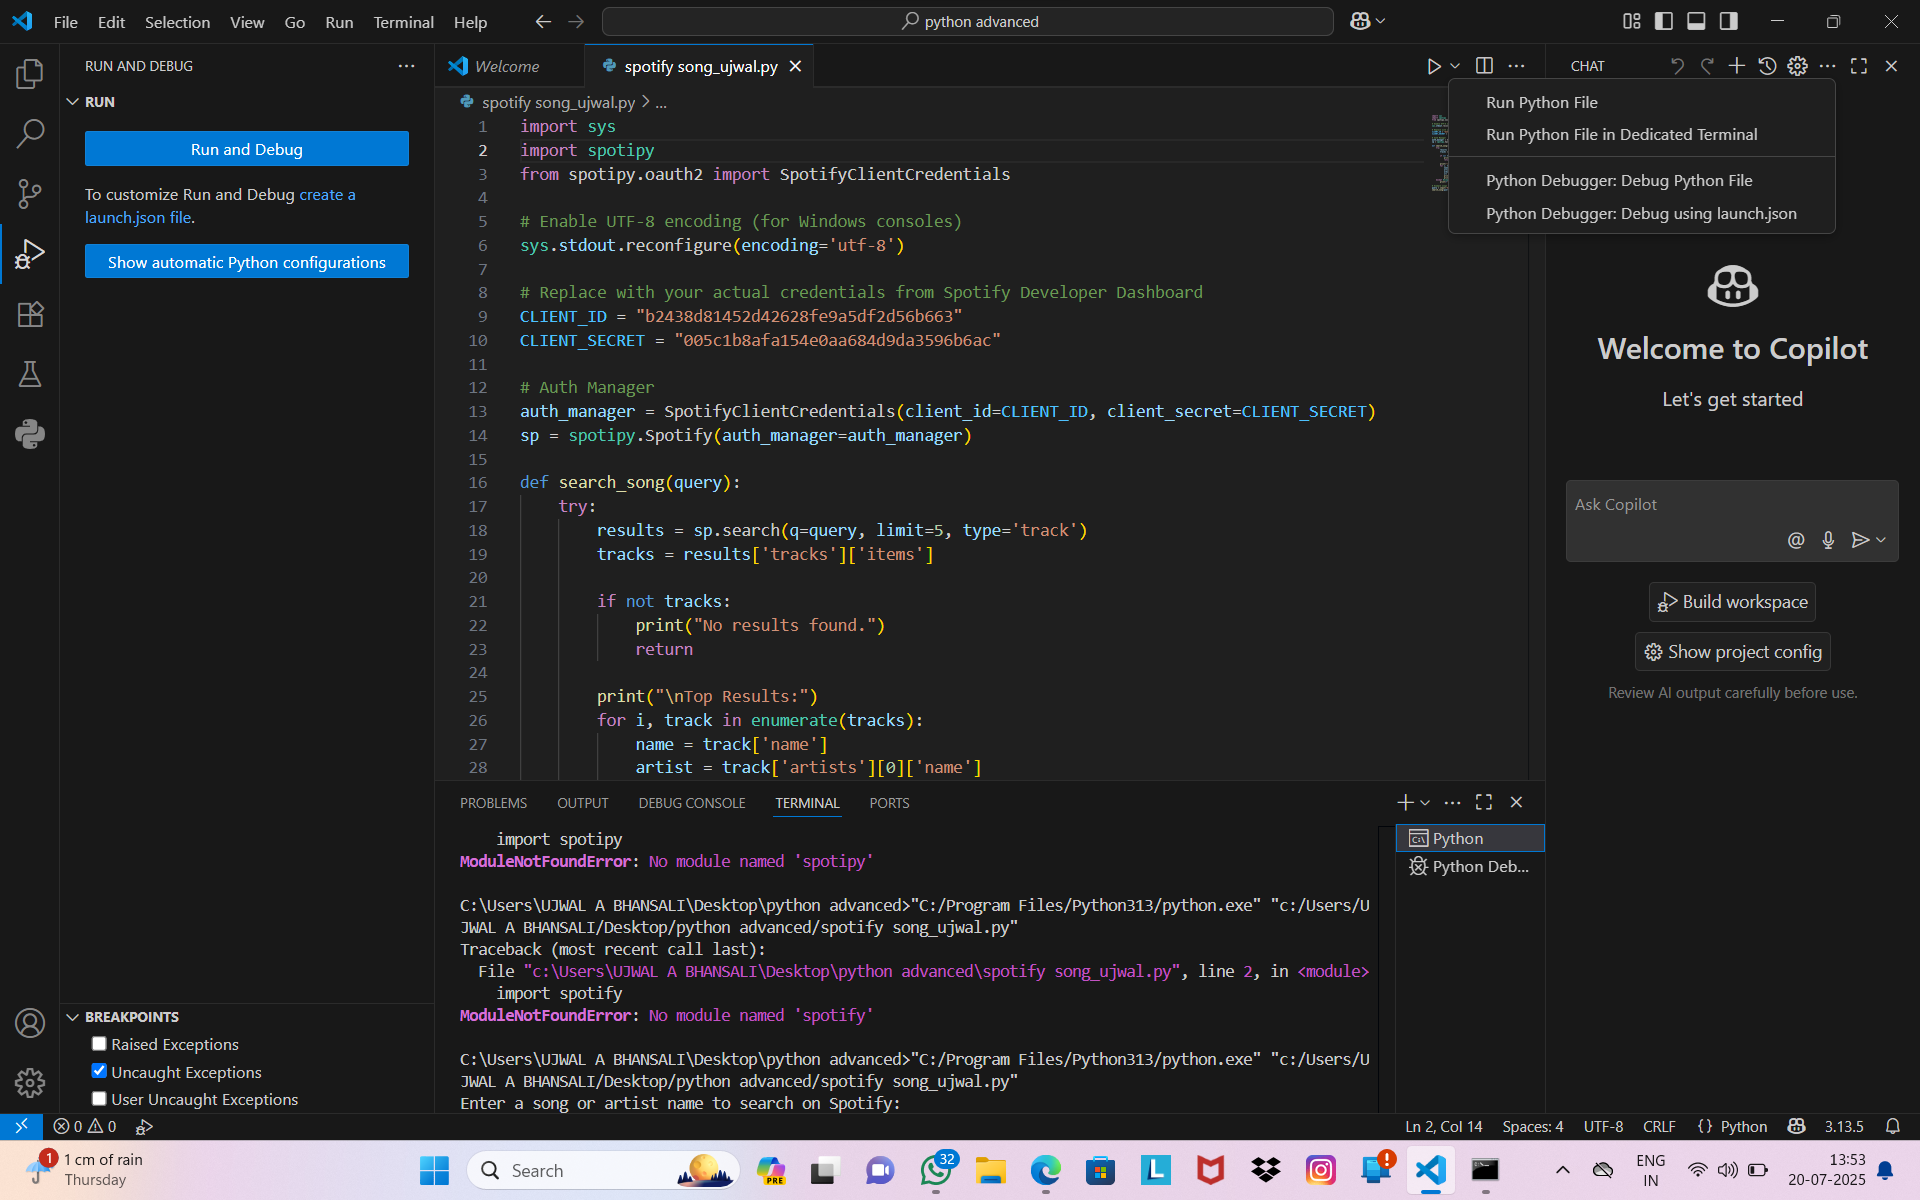 File Edit Selection View Go Run Terminal Help
python advanced
RUN AND DEBUG
RUN
Run and Debug
To customize Run and Debug create a
launch.json file.
Show automatic Python configurations
BREAKPOINTS
Raised Exceptions
Uncaught Exceptions
User Uncaught Exceptions
Welcome
spotify song_ujwal.py
spotify song_ujwal.py > ...
1 import sys
2 import spotipy
3 from spotipy.oauth2 import SpotifyClientCredentials
4
5 # Enable UTF-8 encoding (for Windows consoles)
6 sys.stdout.reconfigure(encoding='utf-8')
7
8 # Replace with your actual credentials from Spotify Developer Dashboard
9 CLIENT_ID = "b2438d81452d42628fe9a5df2d56b663"
10 CLIENT_SECRET = "005c1b8afa154e0aa684d9da3596b6ac"
11
12 # Auth Manager
13 auth_manager = SpotifyClientCredentials(client_id=CLIENT_ID, client_secret=CLIENT_SECRET)
14 sp = spotipy.Spotify(auth_manager=auth_manager)
15
16 def search_song(query):
17 try:
18 results = sp.search(q=query, limit=5, type='track')
19 tracks = results['tracks']['items']
20
21 if not tracks:
22 print("No results found.")
23 return
24
25 print("\nTop Results:")
26 for i, track in enumerate(tracks):
27 name = track['name']
28 artist = track['artists'][0]['name']
PROBLEMS OUTPUT DEBUG CONSOLE TERMINAL PORTS
import spotipy
ModuleNotFoundError: No module named 'spotipy'
C:\Users\UJWAL A BHANSALI\Desktop\python advanced>"C:/Program Files/Python313/python.exe" "c:/Users/U
JWAL A BHANSALI/Desktop/python advanced/spotify song_ujwal.py"
Traceback (most recent call last):
File "c:\Users\UJWAL A BHANSALI\Desktop\python advanced\spotify song_ujwal.py", line 2, in <module>
import spotify
ModuleNotFoundError: No module named 'spotify'
C:\Users\UJWAL A BHANSALI\Desktop\python advanced>"C:/Program Files/Python313/python.exe" "c:/Users/U
JWAL A BHANSALI/Desktop/python advanced/spotify song_ujwal.py"
Enter a song or artist name to search on Spotify:
Python
Python Deb...
CHAT
Run Python File
Run Python File in Dedicated Terminal
Python Debugger: Debug Python File
Python Debugger: Debug using launch.json
Welcome to Copilot
Let's get started
Ask Copilot
@
Build workspace
Show project config
Review AI output carefully before use.
0 0
Ln 2, Col 14 Spaces: 4 UTF-8 CRLF {} Python 3.13.5
1
1 cm of rain
Thursday
Search
PRE
32
L
ENG
IN
13:53
20-07-2025